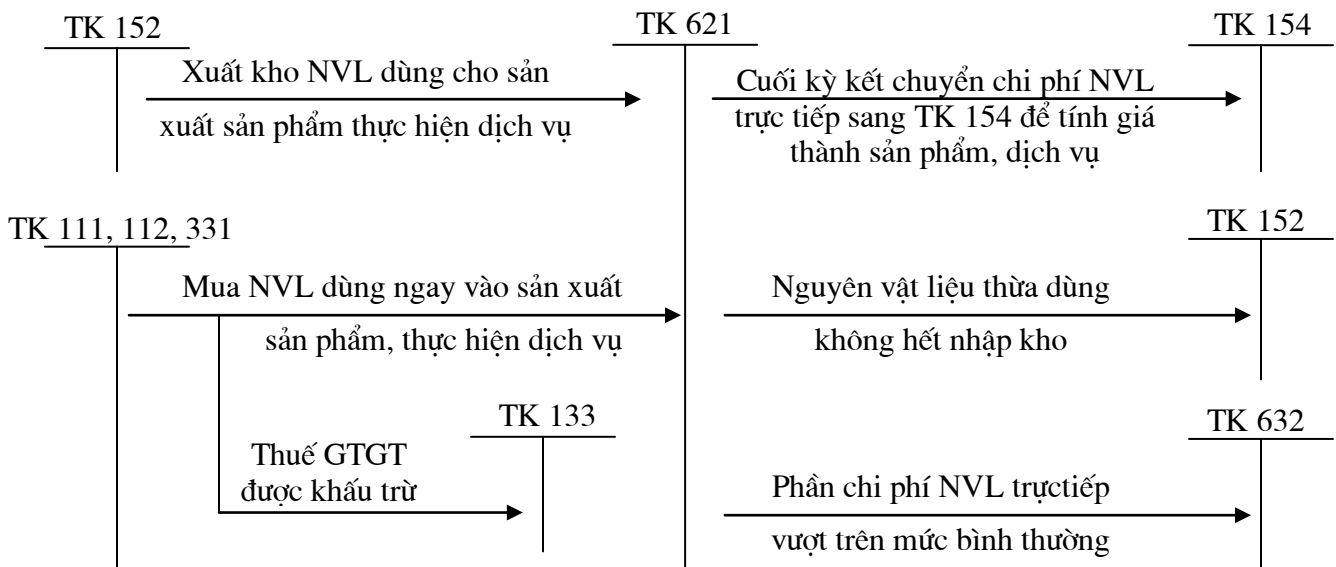 TK 152
TK 621
TK 154
Xuất kho NVL dùng cho sản
xuất sản phẩm thực hiện dịch vụ
Cuối kỳ kết chuyển chi phí NVL
trực tiếp sang TK 154 để tính giá
thành sản phẩm, dịch vụ
TK 111, 112, 331
TK 152
Mua NVL dùng ngay vào sản xuất
sản phẩm, thực hiện dịch vụ
Nguyên vật liệu thừa dùng
không hết nhập kho
TK 133
TK 632
Thuế GTGT
được khấu trừ
Phần chi phí NVL trựctiếp
vượt trên mức bình thường